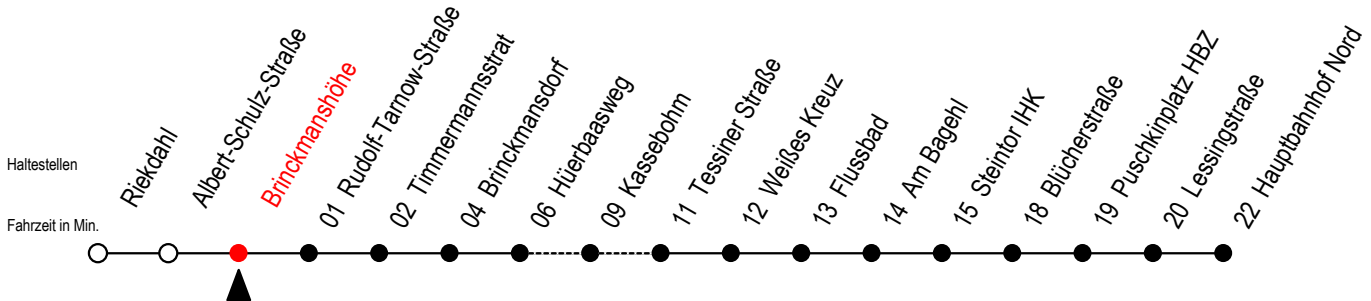 Haltestellen
Fahrzeit in Min.
Riekdahl
Albert-Schulz-Straße
Brinckmanshöhe
01 Rudolf-Tarnow-Straße
02 Timmermannsstrat
04 Brinckmansdorf
06 Hüerbaasweg
09 Kassebohm
11 Tessiner Straße
12 Weißes Kreuz
13 Flussbad
14 Am Bagehl
15 Steintor IHK
18 Blücherstraße
19 Puschkinplatz HBZ
20 Lessingstraße
22 Hauptbahnhof Nord